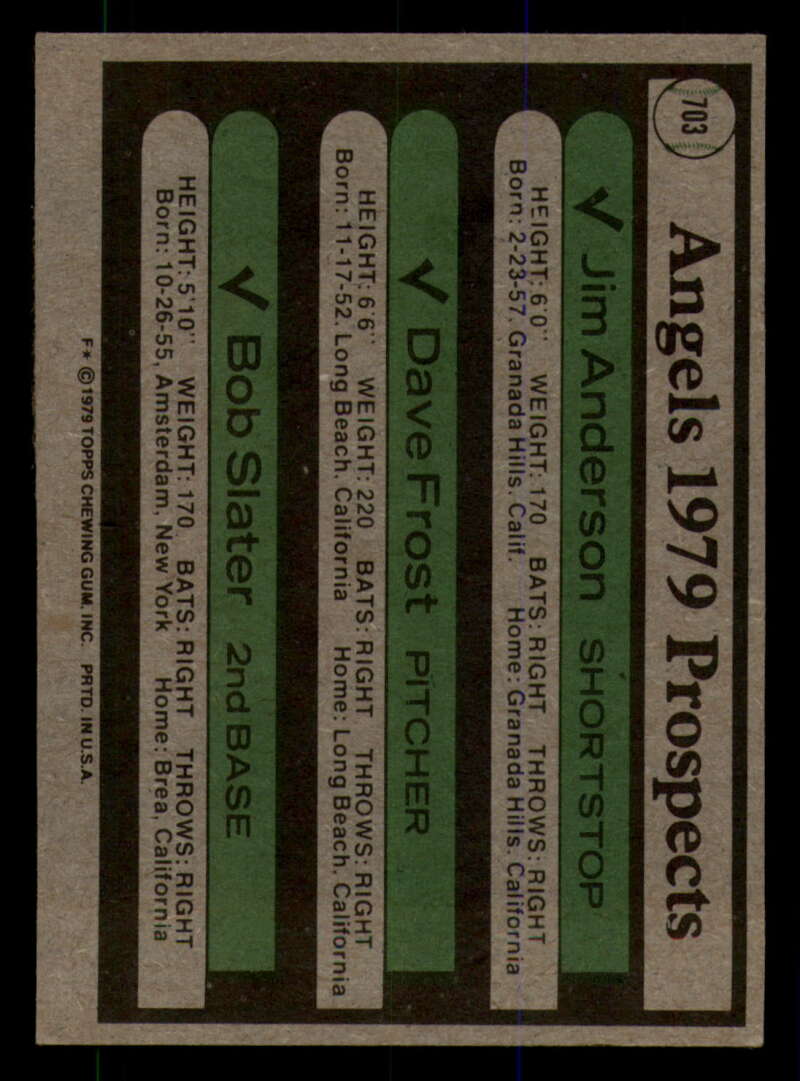 703
Angels 1979 Prospects
✓ Jim Anderson SHORTSTOP
HEIGHT: 6'0" WEIGHT: 170 BATS: RIGHT THROWS: RIGHT
Born: 2-23-57, Granada Hills, Calif. Home: Granada Hills, California
✓ Dave Frost PITCHER
HEIGHT: 6'6" WEIGHT: 220 BATS: RIGHT THROWS: RIGHT
Born: 11-17-52, Long Beach, California Home: Long Beach, California
✓ Bob Slater 2nd BASE
HEIGHT: 5'10" WEIGHT: 170 BATS: RIGHT THROWS: RIGHT
Born: 10-26-55, Amsterdam, New York Home: Brea, California
F* ©1979 TOPPS CHEWING GUM, INC. PRTD. IN U.S.A.